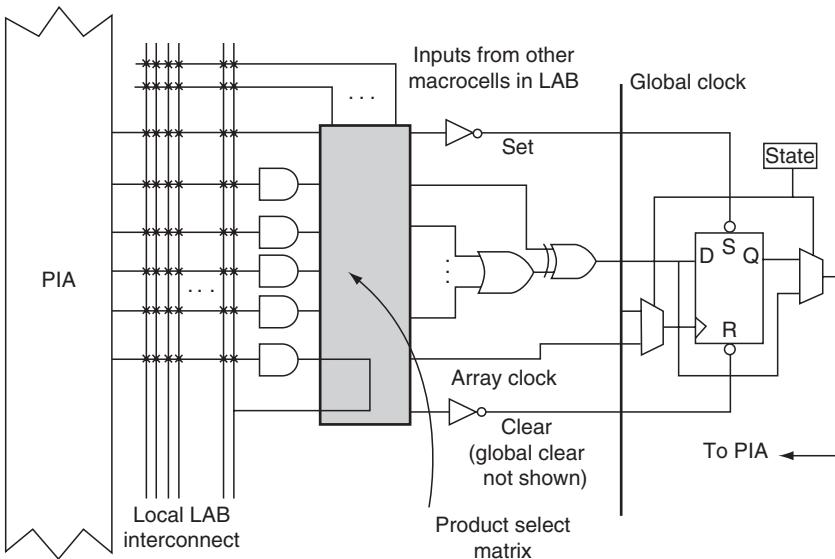 Inputs from other
macrocells in LAB
Global clock
. . .
Set
State
PIA
S
D
Q
R
. . .
Array clock
Clear
(global clear
not shown)
To PIA
Local LAB
interconnect
Product select
matrix